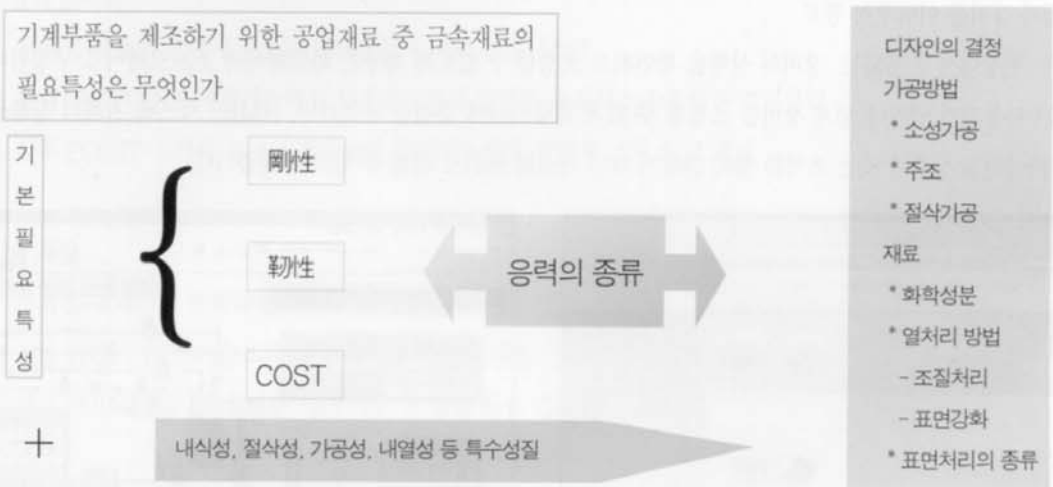 기계부품을 제조하기 위한 공업재료 중 금속재료의
필요특성은 무엇인가
기
본
필
요
특
성
剛性
靭性
COST
+
내식성, 절삭성, 가공성, 내열성 등 특수성질
응력의 종류
디자인의 결정
가공방법
* 소성가공
* 주조
* 절삭가공
재료
* 화학성분
* 열처리 방법
- 조질처리
- 표면강화
* 표면처리의 종류